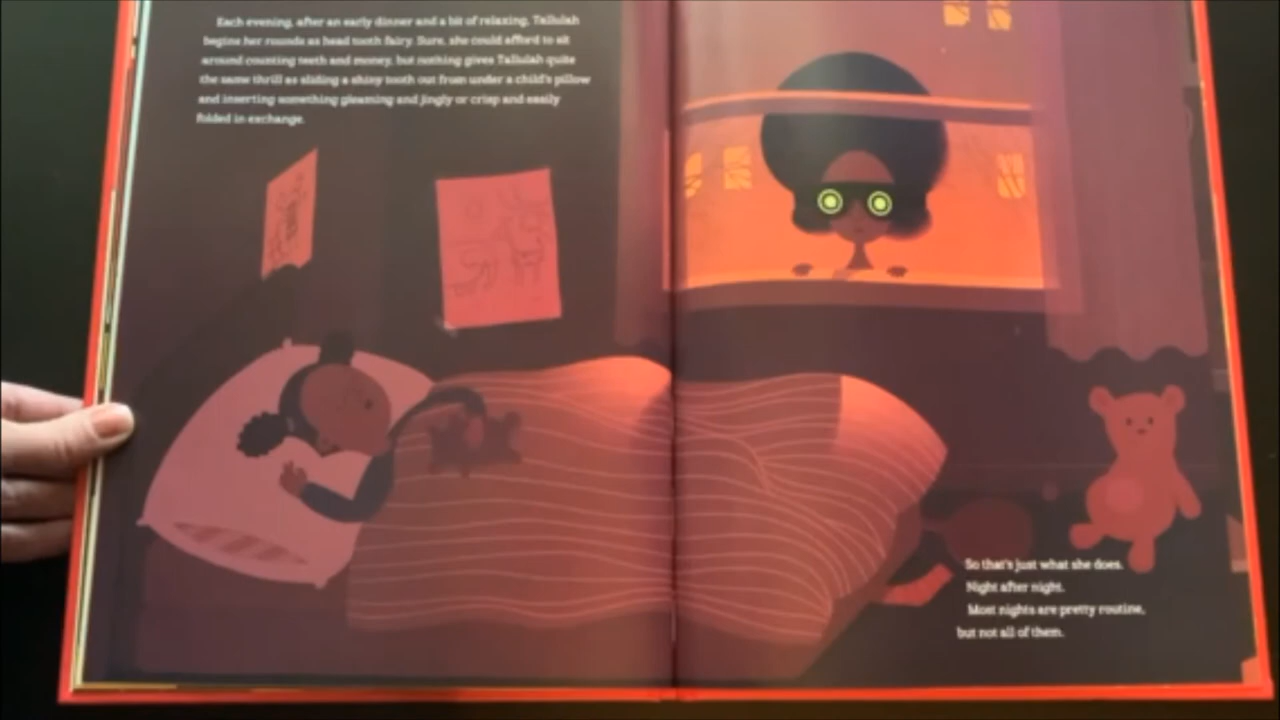 Each evening, after an early dinner and a bit of relaxing, Tallulah
begins her rounds as head tooth fairy. Sure, she could afford to sit
around counting teeth and money, but nothing gives Tallulah quite
the same thrill as sliding a shiny tooth out from under a child's pillow
and inserting something gleaming and jingly or crisp and easily
folded in exchange.
So that's just what she does.
Night after night.
Most nights are pretty routine,
but not all of them.